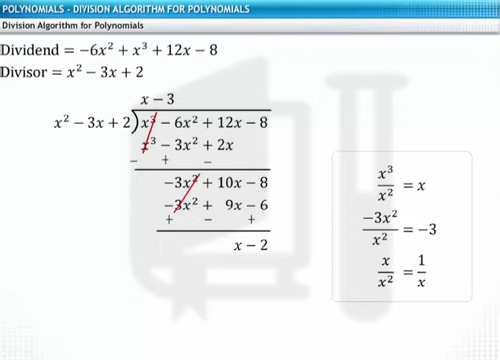 POLYNOMIALS - DIVISION ALGORITHM FOR POLYNOMIALS
Division Algorithm for Polynomials
Dividend = −6x² + x³ + 12x − 8
Divisor = x² − 3x + 2
x − 3
x² − 3x + 2)x³ − 6x² + 12x − 8
x³ − 3x² + 2x
− + −
−3x² + 10x − 8
−3x² + 9x − 6
+ − +
x − 2
x³/x² = x
−3x²/x² = −3
x/x² = 1/x